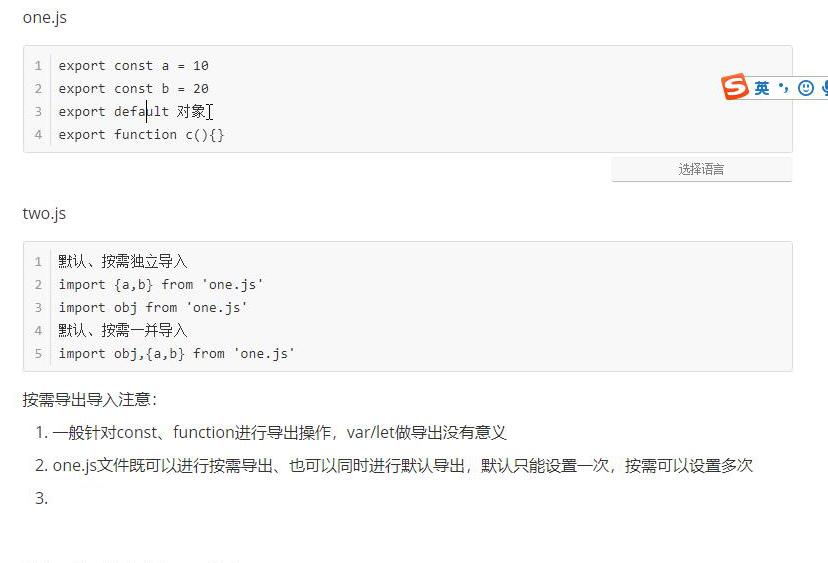 one.js
1 export const a = 10
2 export const b = 20
3 export default 对象
4 export function c(){}
英
选择语言
two.js
1 默认、按需独立导入
2 import {a,b} from 'one.js'
3 import obj from 'one.js'
4 默认、按需一并导入
5 import obj,{a,b} from 'one.js'
按需导出导入注意：
1. 一般针对const、function进行导出操作，var/let做导出没有意义
2. one.js文件既可以进行按需导出、也可以同时进行默认导出，默认只能设置一次，按需可以设置多次
3.